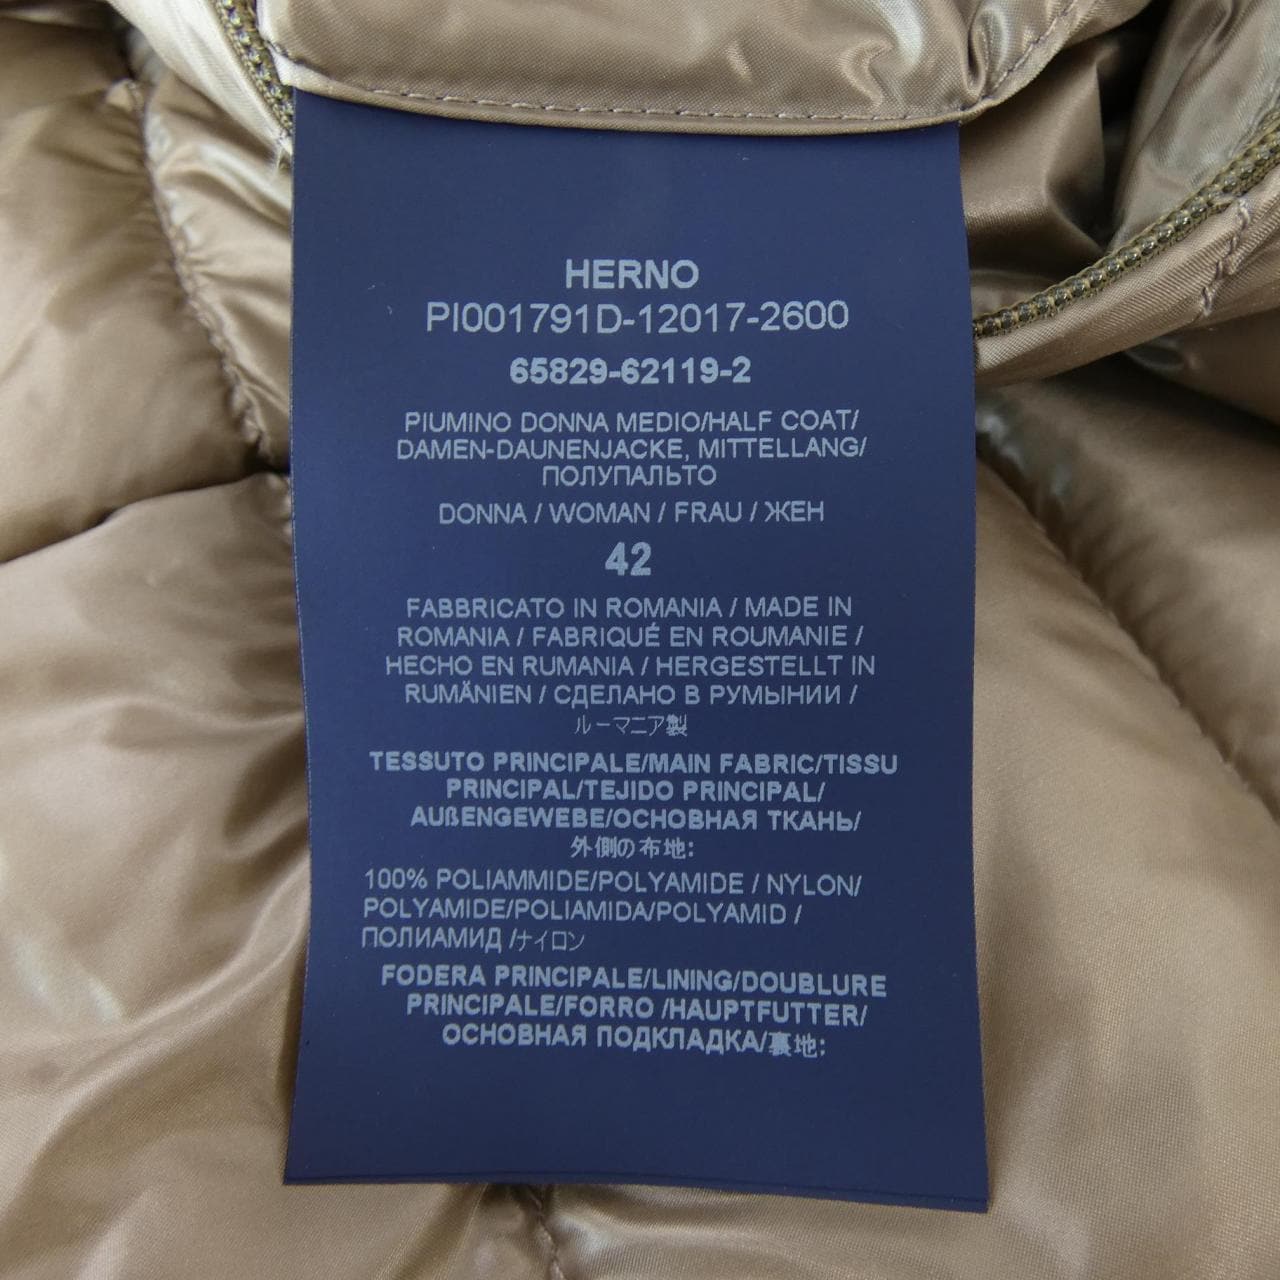 HERNO
PI001791D-12017-2600
65829-62119-2
PIUMINO DONNA MEDIO/HALF COAT/
DAMEN-DAUNENJACKE, MITTELLANG/
ПОЛУПАЛЬТО
DONNA / WOMAN / FRAU / ЖЕН
42
FABBRICATO IN ROMANIA / MADE IN
ROMANIA / FABRIQUÉ EN ROUMANIE /
HECHO EN RUMANIA / HERGESTELLT IN
RUMÄNIEN / СДЕЛАНО В РУМЫНИИ /
ルーマニア製
TESSUTO PRINCIPALE/MAIN FABRIC/TISSU
PRINCIPAL/TEJIDO PRINCIPAL/
AUßENGEWEBE/ОСНОВНАЯ ТКАНЬ/
外側の布地:
100% POLIAMMIDE/POLYAMIDE / NYLON/
POLYAMIDE/POLIAMIDA/POLYAMID /
ПОЛИАМИД /ナイロン
FODERA PRINCIPALE/LINING/DOUBLURE
PRINCIPALE/FORRO /HAUPTFUTTER/
ОСНОВНАЯ ПОДКЛАДКА/裏地: